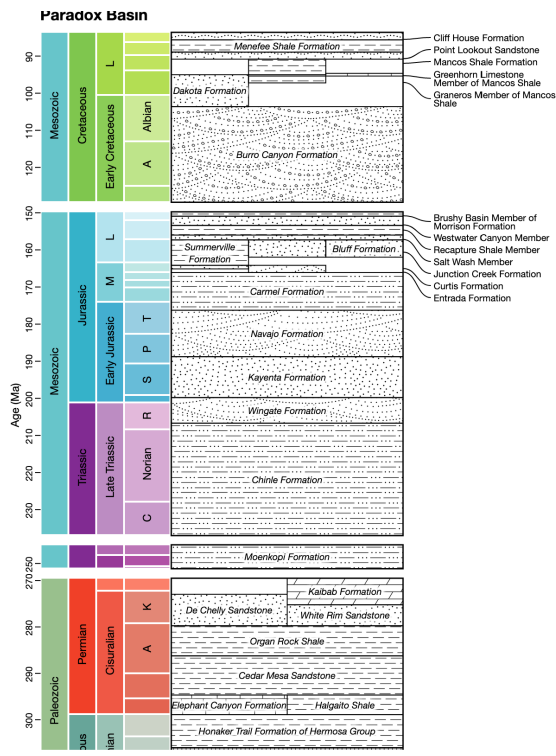 Paradox Basin
Age (Ma)
90
100
110
120
150
160
170
180
190
200
210
220
230
250
270
280
290
300
Mesozoic
Cretaceous
L
Early Cretaceous
Albian
A
Mesozoic
Jurassic
L
M
Early Jurassic
T
P
S
Triassic
Late Triassic
R
Norian
C
Paleozoic
Permian
Cisuralian
K
A
ous
ian
Menefee Shale Formation
Dakota Formation
Burro Canyon Formation
Summerville
Formation
Bluff Formation
Carmel Formation
Navajo Formation
Kayenta Formation
Wingate Formation
Chinle Formation
Moenkopi Formation
Kaibab Formation
De Chelly Sandstone
White Rim Sandstone
Organ Rock Shale
Cedar Mesa Sandstone
Elephant Canyon Formation
Halgaito Shale
Honaker Trail Formation of Hermosa Group
Cliff House Formation
Point Lookout Sandstone
Mancos Shale Formation
Greenhorn Limestone
Member of Mancos Shale
Graneros Member of Mancos
Shale
Brushy Basin Member of
Morrison Formation
Westwater Canyon Member
Recapture Shale Member
Salt Wash Member
Junction Creek Formation
Curtis Formation
Entrada Formation